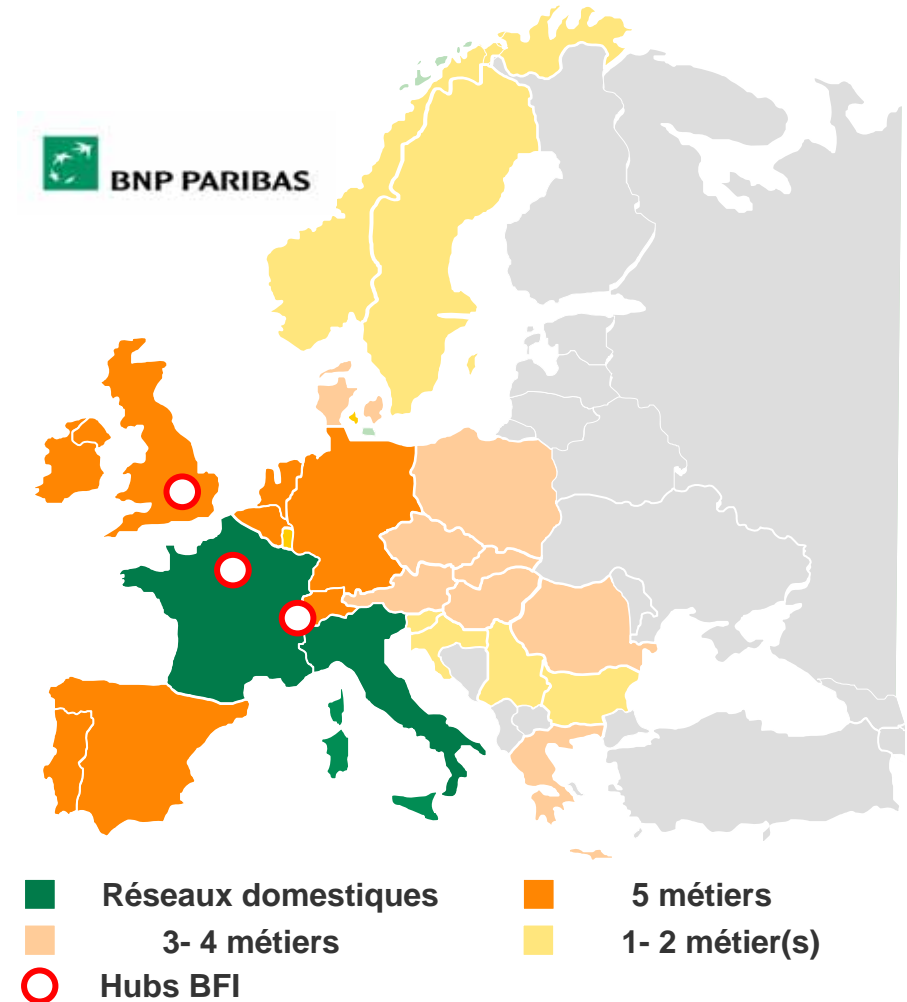 BNP PARIBAS
Réseaux domestiques
5 métiers
3- 4 métiers
1- 2 métier(s)
Hubs BFI